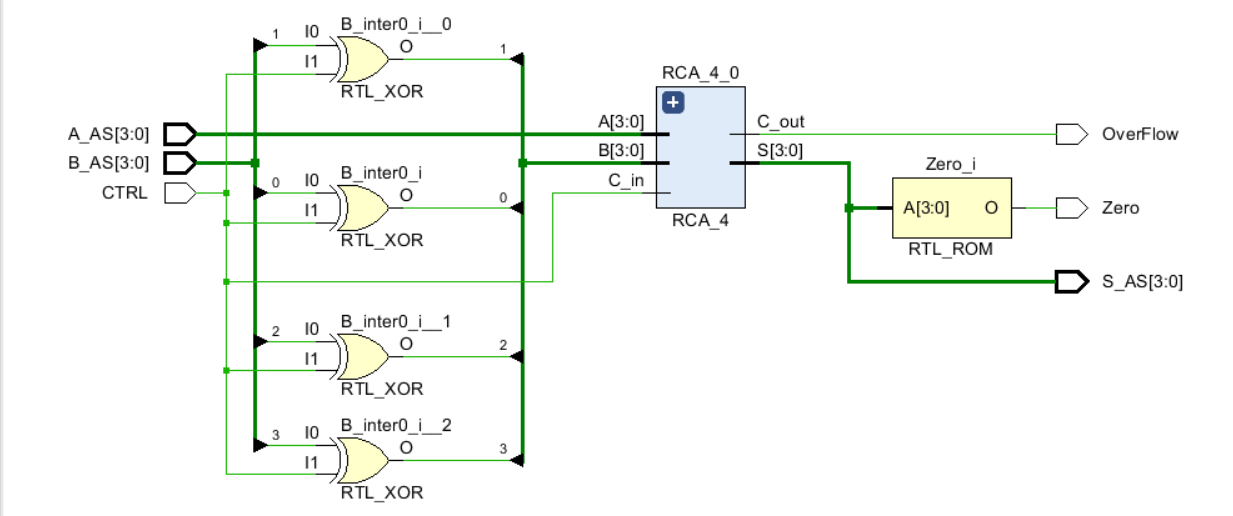 B_inter0_i__0
1
I0
O
1
I1
RTL_XOR
RCA_4_0
A_AS[3:0]
A[3:0]
C_out
OverFlow
B_AS[3:0]
B[3:0]
S[3:0]
CTRL
C_in
RCA_4
B_inter0_i
0
I0
O
0
I1
RTL_XOR
Zero_i
A[3:0]
O
Zero
RTL_ROM
S_AS[3:0]
B_inter0_i__1
2
I0
O
2
I1
RTL_XOR
B_inter0_i__2
3
I0
O
3
I1
RTL_XOR